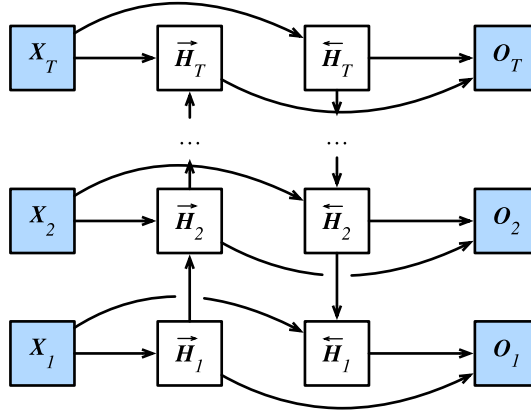 X_T →H_T ←H_T O_T
... ...
X_2 →H_2 ←H_2 O_2
X_1 →H_1 ←H_1 O_1